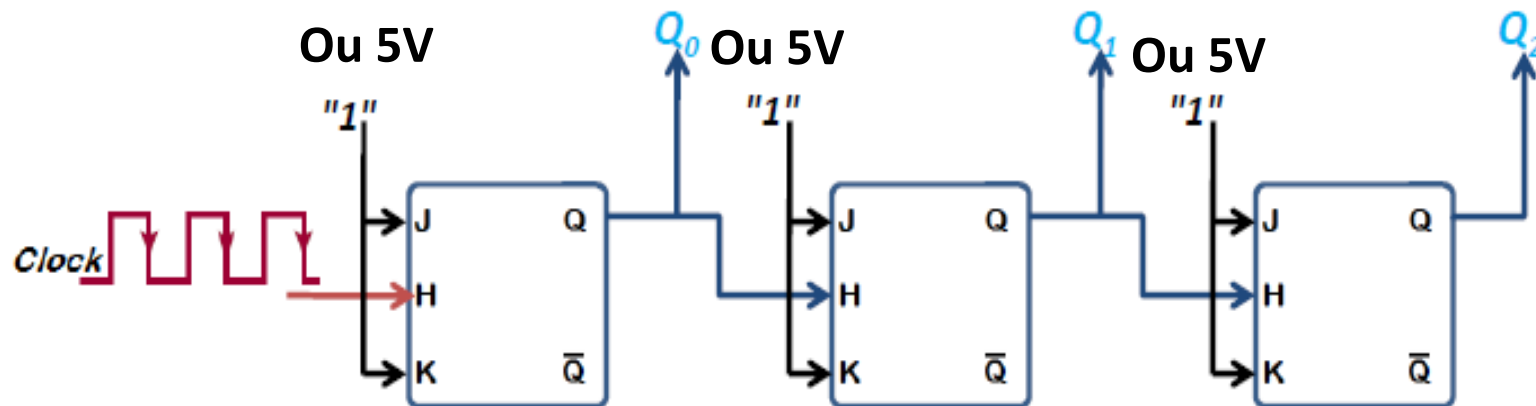 Ou 5V Q0 Ou 5V Q1 Ou 5V Q2
"1" "1" "1"
J Q J Q J Q
Clock
H H H
K Q̅ K Q̅ K Q̅